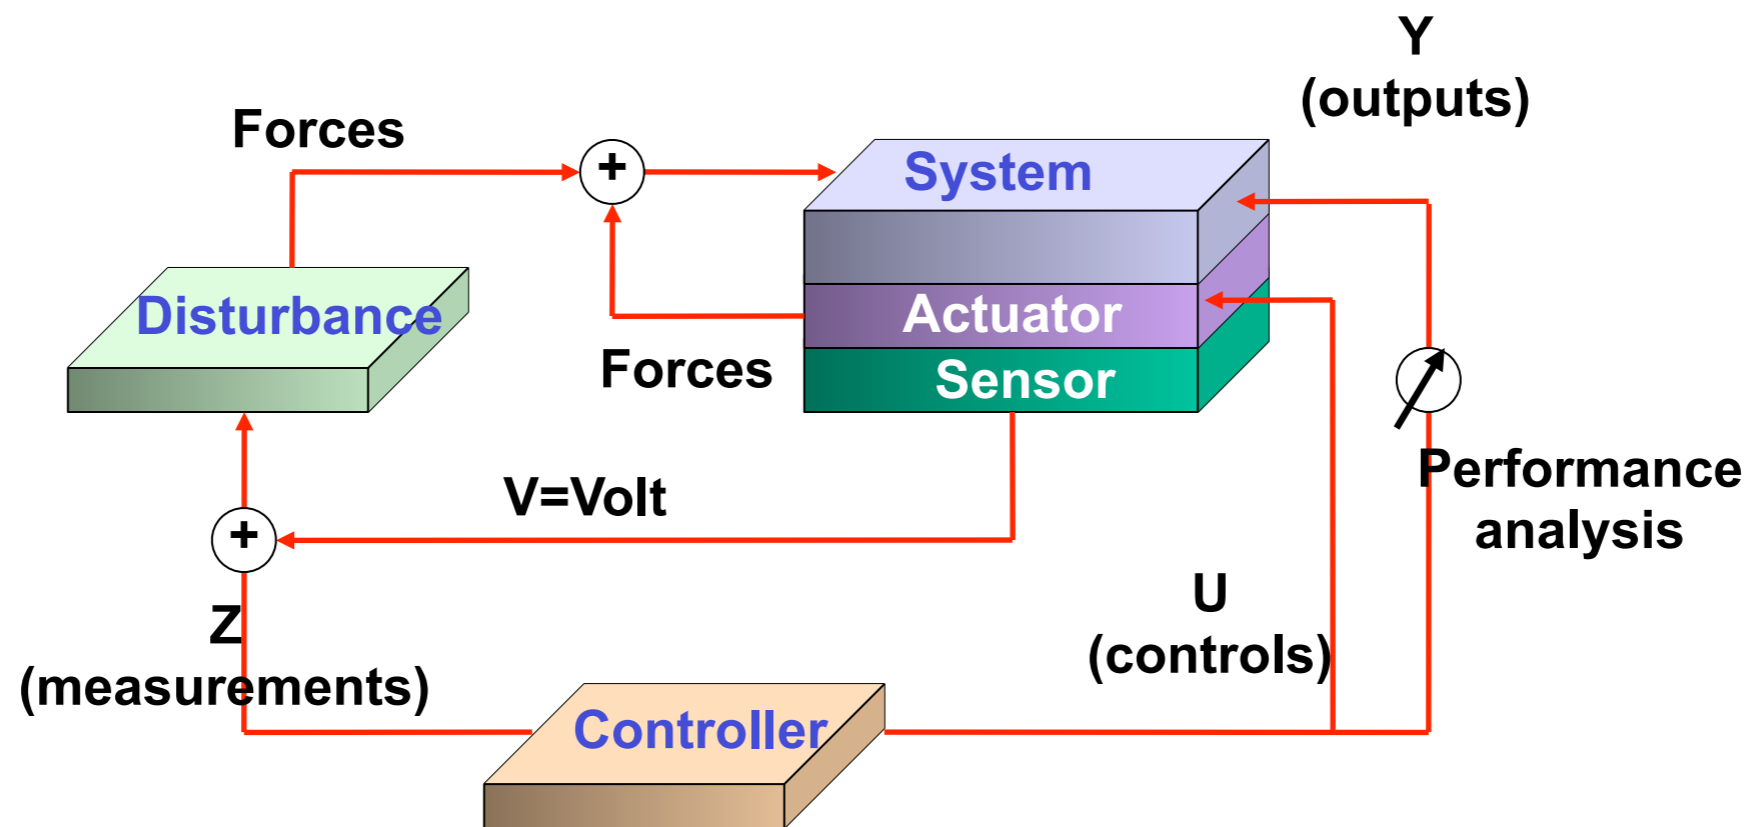 Y
(outputs)
Forces
+
System
Disturbance
Actuator
Forces
Sensor
Performance
analysis
V=Volt
+
U
(controls)
Z
(measurements)
Controller